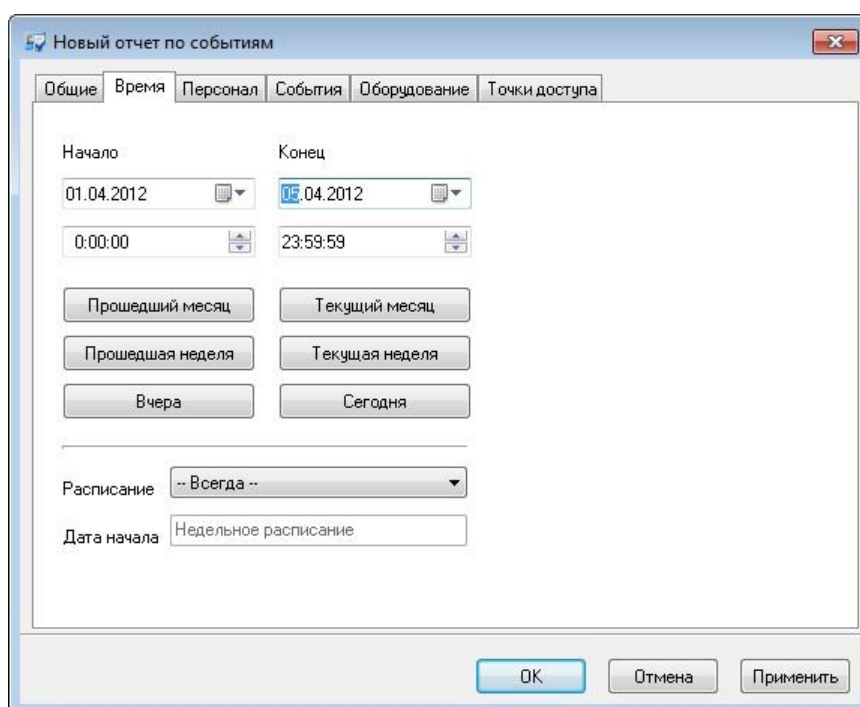 Новый отчет по событиям
Общие Время Персонал События Оборудование Точки доступа
Начало Конец
01.04.2012 05.04.2012
0:00:00 23:59:59
Прошедший месяц Текущий месяц
Прошедшая неделя Текущая неделя
Вчера Сегодня
Расписание -- Всегда --
Дата начала Недельное расписание
OK Отмена Применить